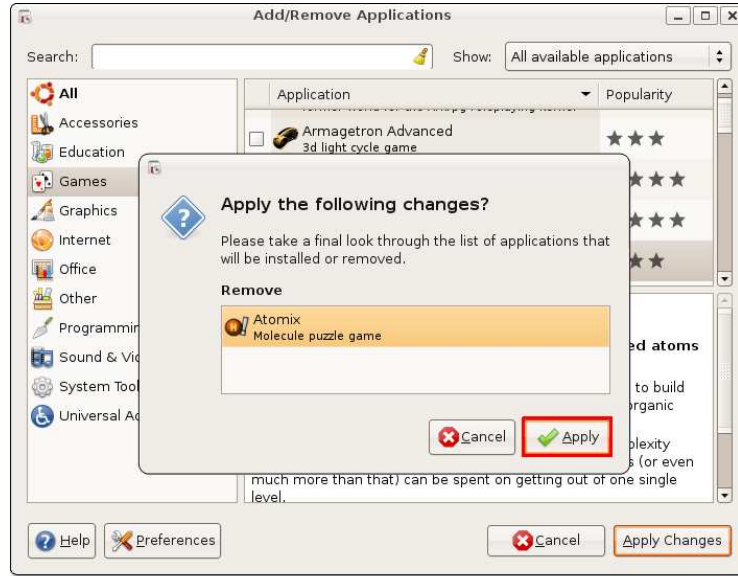 Add/Remove Applications
Search:
Show: All available applications
All
Accessories
Education
Games
Graphics
Internet
Office
Other
Programmin
Sound & Vid
System Tool
Universal Ac
Application Popularity
Armagetron Advanced
3d light cycle game
Apply the following changes?
Please take a final look through the list of applications that
will be installed or removed.
Remove
Atomix
Molecule puzzle game
Cancel Apply
ed atoms
to build
organic
plexity
s (or even
much more than that) can be spent on getting out of one single
level.
Help Preferences Cancel Apply Changes